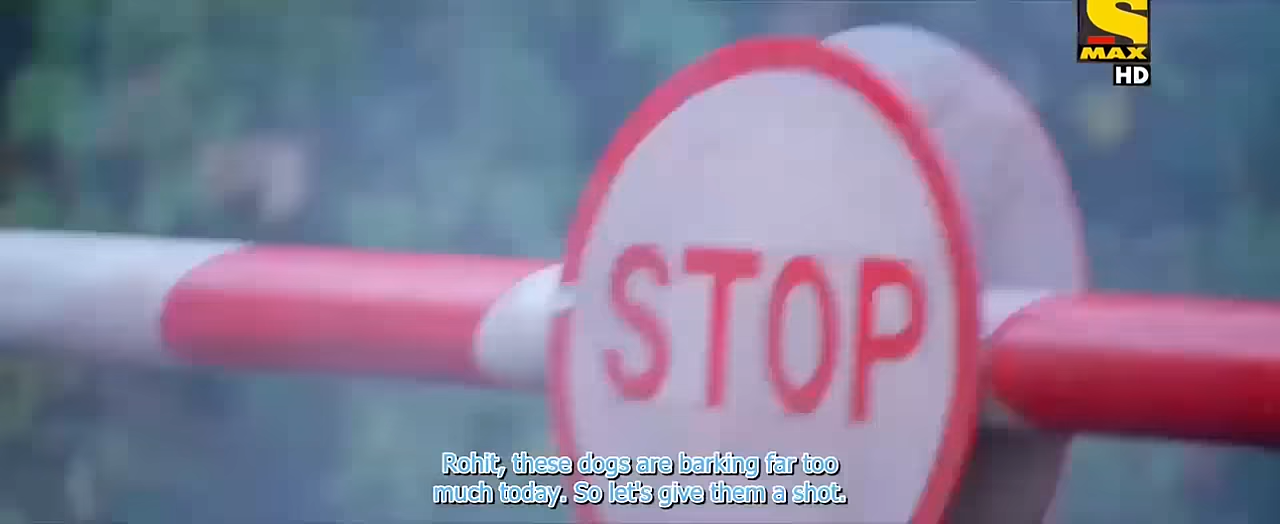 S
MAX
HD
STOP
Rohit, these dogs are barking far too
much today. So let's give them a shot.